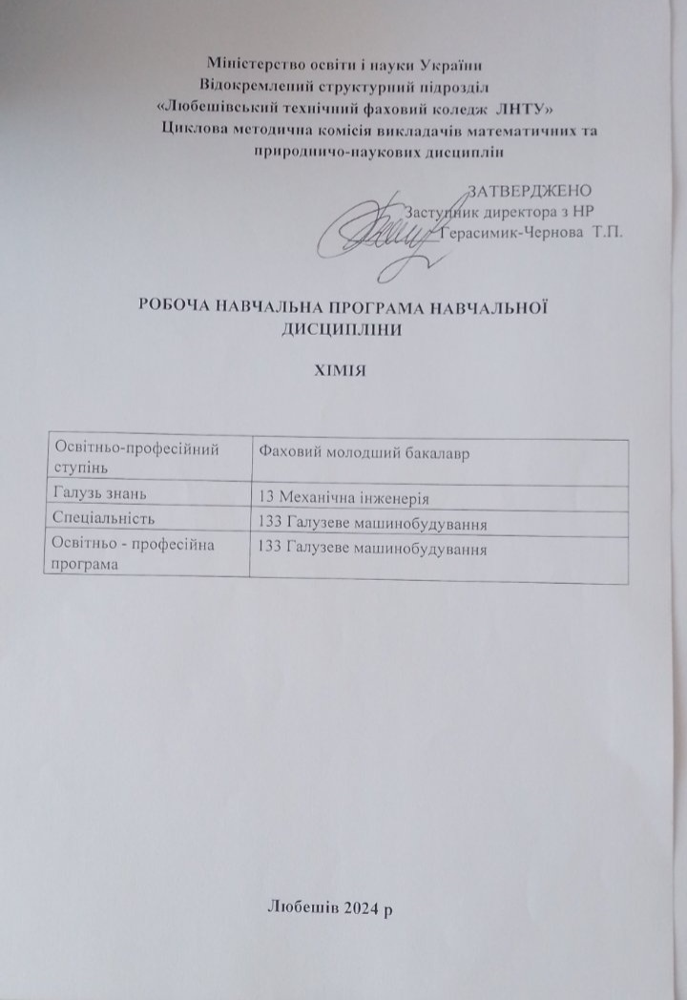 Міністерство освіти і науки України
Відокремлений структурний підрозділ
«Любешівський технічний фаховий коледж ЛНТУ»
Циклова методична комісія викладачів математичних та
природничо-наукових дисциплін
ЗАТВЕРДЖЕНО
Заступник директора з НР
Герасимик-Чернова Т.П.
РОБОЧА НАВЧАЛЬНА ПРОГРАМА НАВЧАЛЬНОЇ
ДИСЦИПЛІНИ
ХІМІЯ
Освітньо-професійний
ступінь
Фаховий молодший бакалавр
Галузь знань
13 Механічна інженерія
Спеціальність
133 Галузеве машинобудування
Освітньо - професійна
програма
133 Галузеве машинобудування
Любешів 2024 р